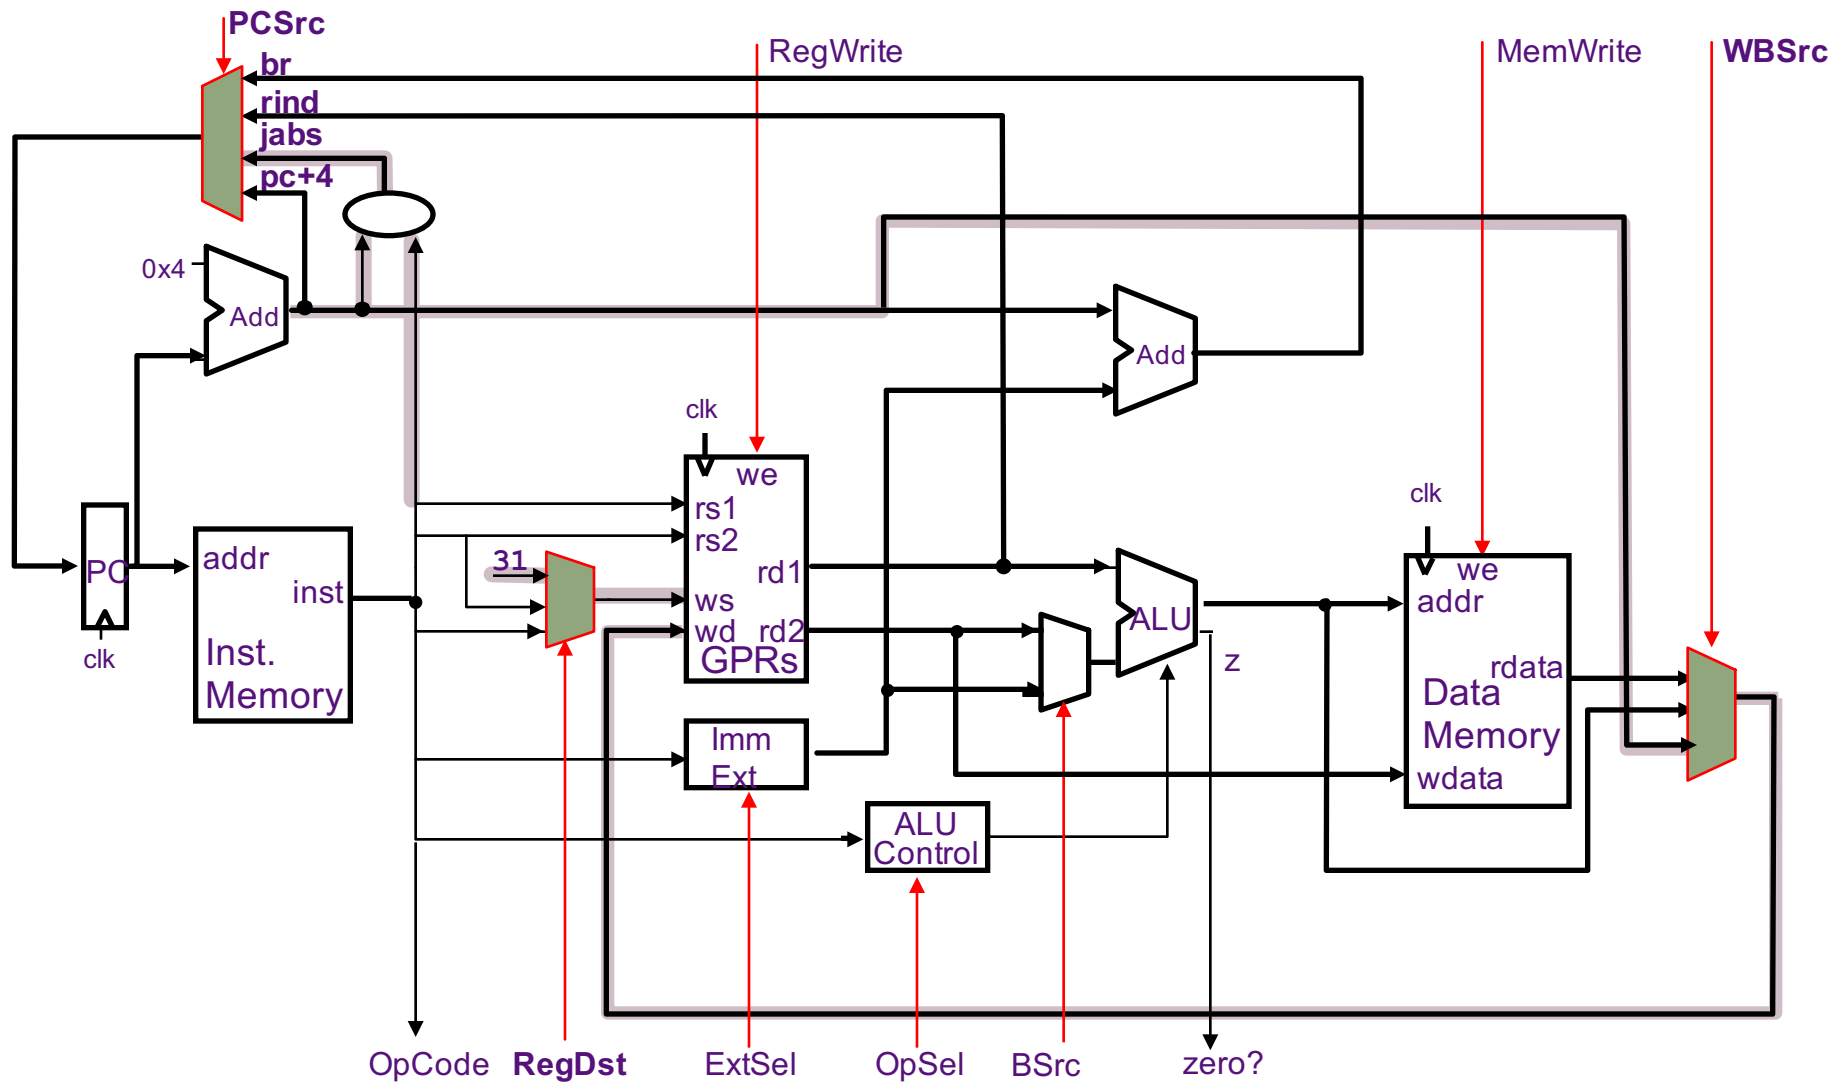 PCSrc
RegWrite
MemWrite
WBSrc
br
rind
jabs
pc+4
0x4
Add
Add
clk
we
rs1
rs2
rd1
ws
wd
rd2
GPRs
31
PC
clk
addr
inst
Inst.
Memory
ALU
z
clk
we
addr
rdata
Data
Memory
wdata
Imm
Ext
ALU
Control
OpCode
RegDst
ExtSel
OpSel
BSrc
zero?